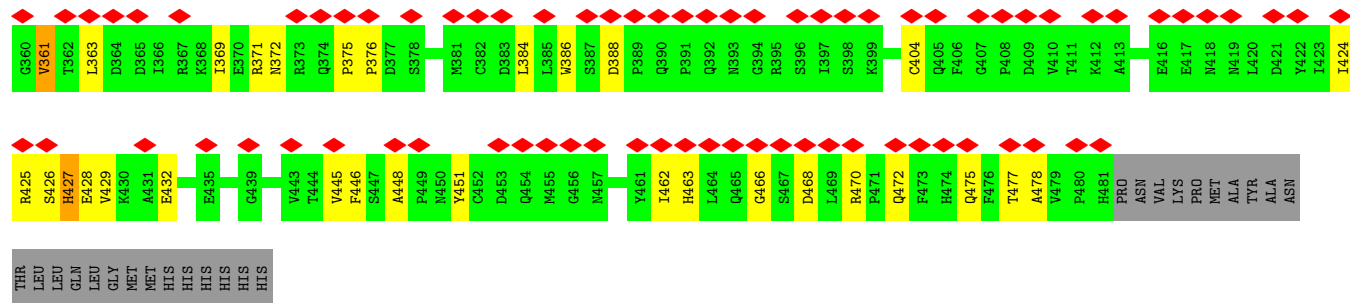 G360 V361 T362 L363 D364 D365 I366 R367 K368 I369 E370 R371 N372 R373 Q374 P375 P376 D377 S378 M381 C382 D383 L384 L385 W386 S387 D388 P389 Q390 P391 Q392 N393 G394 R395 S396 I397 S398 K399 C404 Q405 F406 G407 P408 D409 V410 T411 K412 A413 E416 E417 N418 N419 L420 D421 Y422 I423 I424
R425 S426 H427 E428 V429 K430 A431 E432 E435 G439 V443 T444 V445 F446 S447 A448 P449 N450 Y451 C452 D453 Q454 M455 G456 N457 Y461 I462 H463 L464 Q465 G466 S467 D468 L469 R470 P471 Q472 F473 H474 Q475 F476 T477 A478 V479 P480 H481 PRO ASN VAL LYS PRO MET ALA TYR ALA ASN
THR LEU LEU GLN LEU GLY MET MET HIS HIS HIS HIS HIS HIS